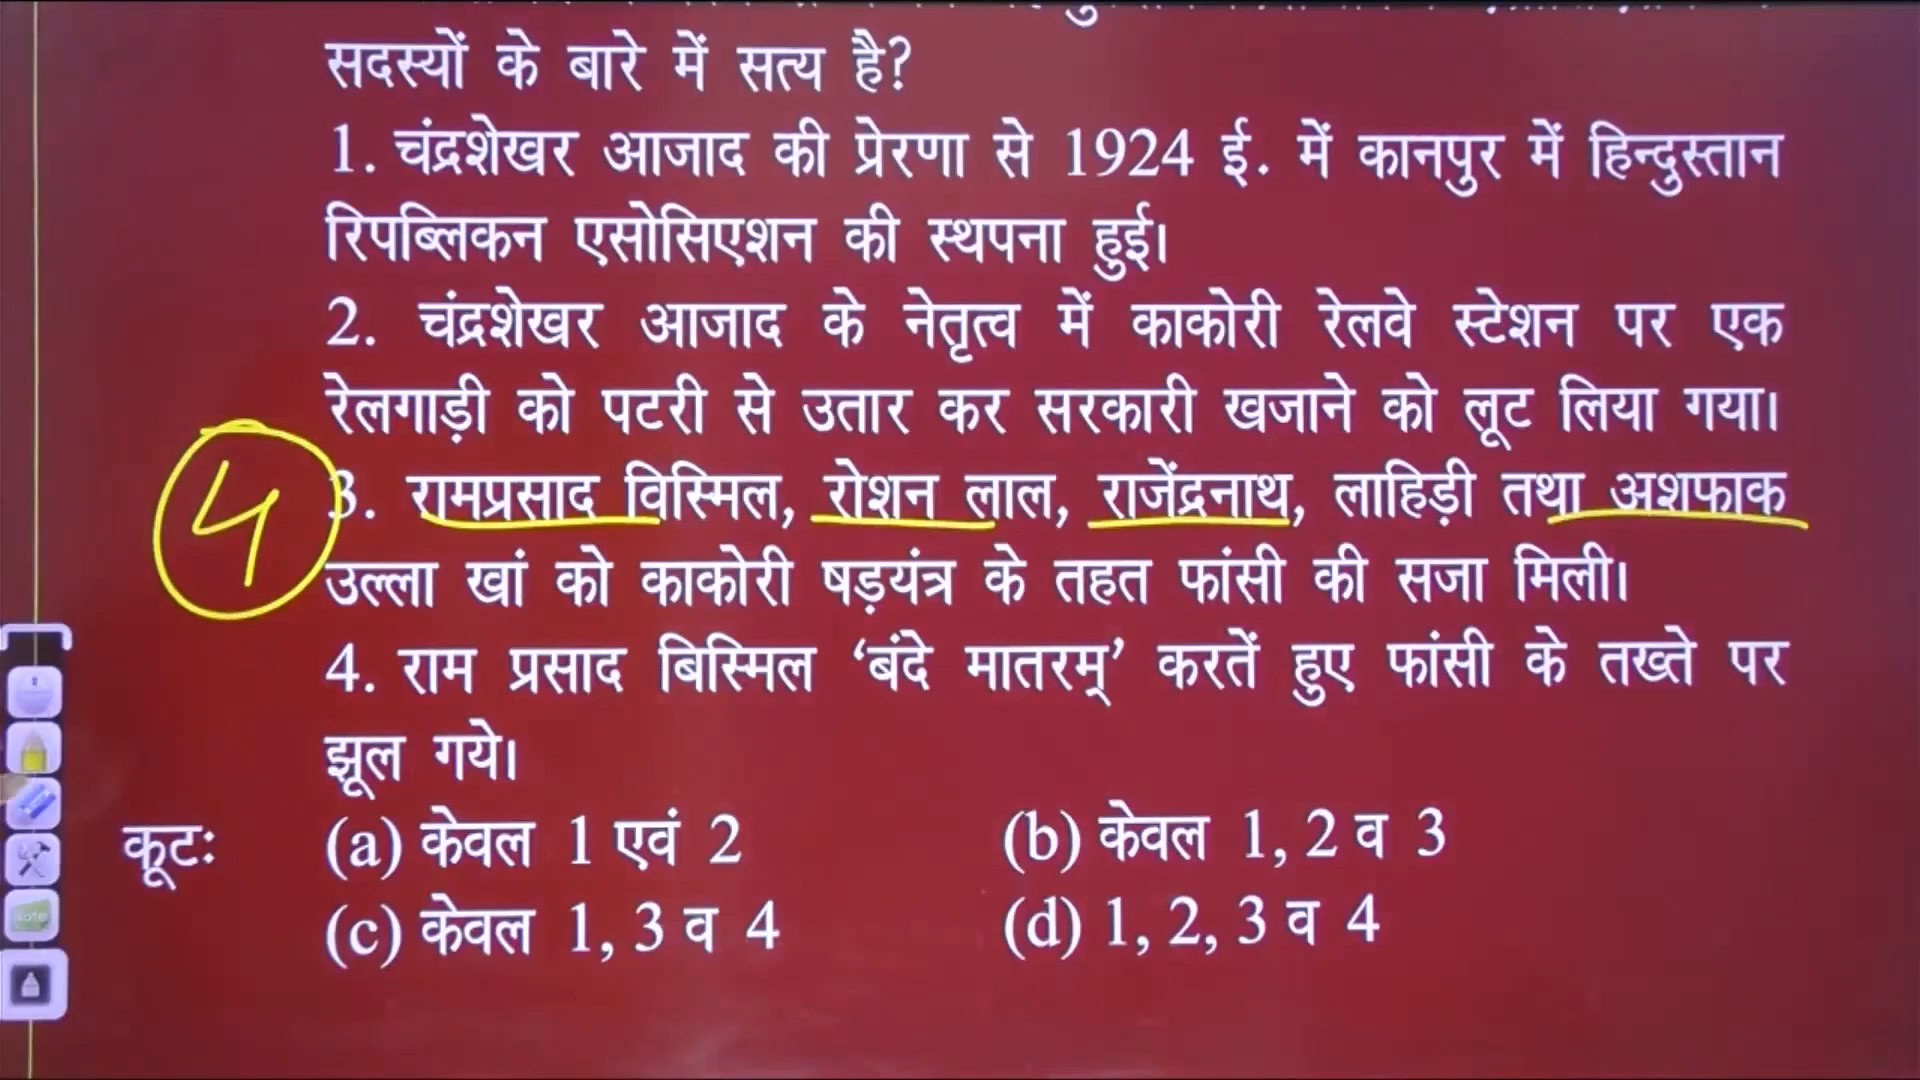 सदस्यों के बारे में सत्य है?
1. चंद्रशेखर आजाद की प्रेरणा से 1924 ई. में कानपुर में हिन्दुस्तान
रिपब्लिकन एसोसिएशन की स्थपना हुई।
2. चंद्रशेखर आजाद के नेतृत्व में काकोरी रेलवे स्टेशन पर एक
रेलगाड़ी को पटरी से उतार कर सरकारी खजाने को लूट लिया गया।
4
3. रामप्रसाद विस्मिल, रोशन लाल, राजेंद्रनाथ, लाहिड़ी तथा अशफाक
उल्ला खां को काकोरी षड़यंत्र के तहत फांसी की सजा मिली।
4. राम प्रसाद बिस्मिल ‘बंदे मातरम्’ करतें हुए फांसी के तख्ते पर
झूल गये।
कूटः (a) केवल 1 एवं 2 (b) केवल 1, 2 व 3
(c) केवल 1, 3 व 4 (d) 1, 2, 3 व 4